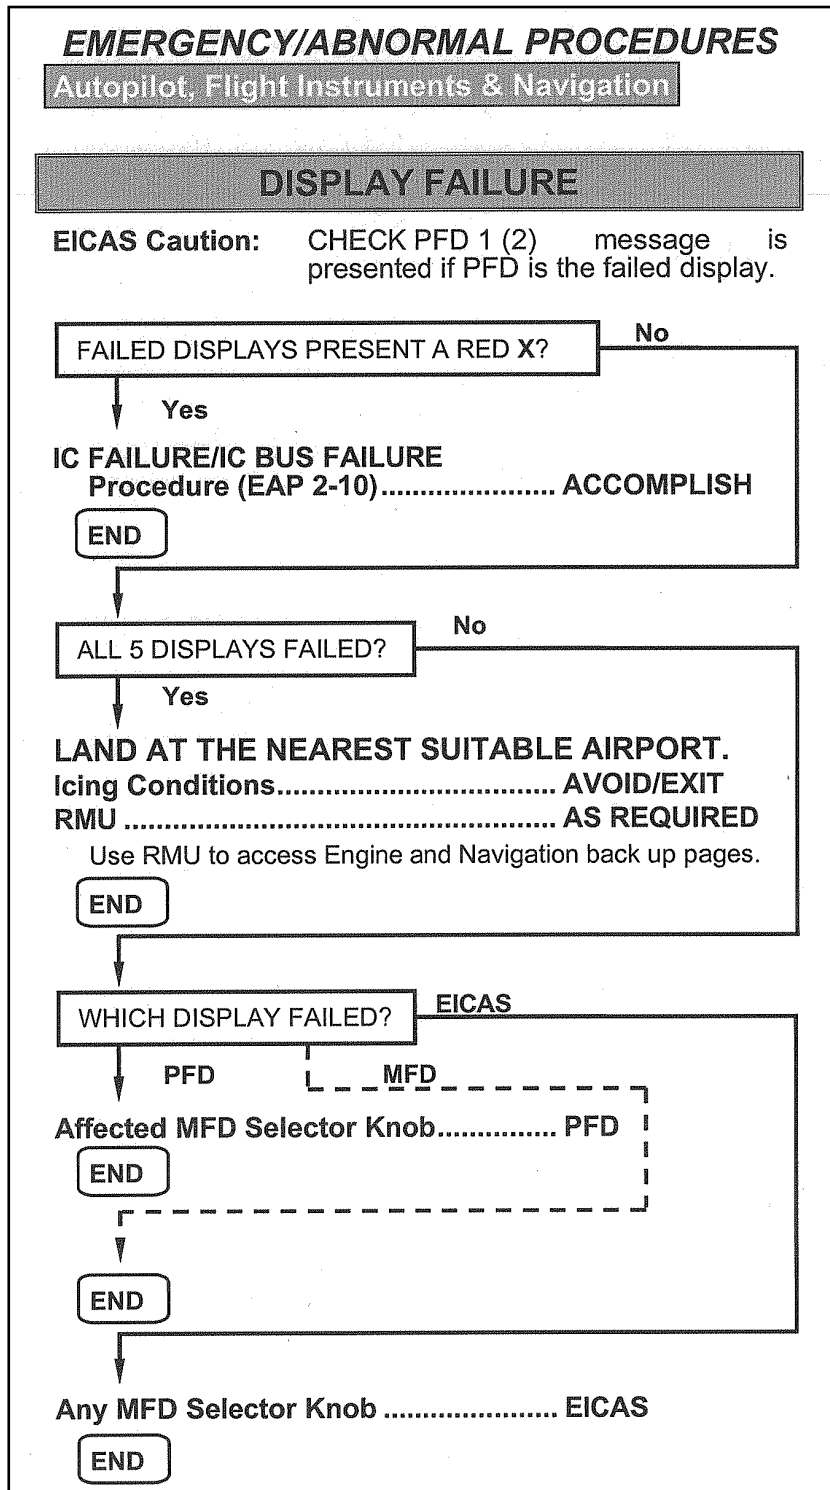 EMERGENCY/ABNORMAL PROCEDURES
Autopilot, Flight Instruments & Navigation
DISPLAY FAILURE
EICAS Caution: CHECK PFD 1 (2) message is
presented if PFD is the failed display.
FAILED DISPLAYS PRESENT A RED X?
No
Yes
IC FAILURE/IC BUS FAILURE
Procedure (EAP 2-10)...................... ACCOMPLISH
END
ALL 5 DISPLAYS FAILED?
No
Yes
LAND AT THE NEAREST SUITABLE AIRPORT.
Icing Conditions................................... AVOID/EXIT
RMU ...................................................... AS REQUIRED
Use RMU to access Engine and Navigation back up pages.
END
WHICH DISPLAY FAILED?
EICAS
PFD
MFD
Affected MFD Selector Knob............... PFD
END
END
Any MFD Selector Knob ...................... EICAS
END